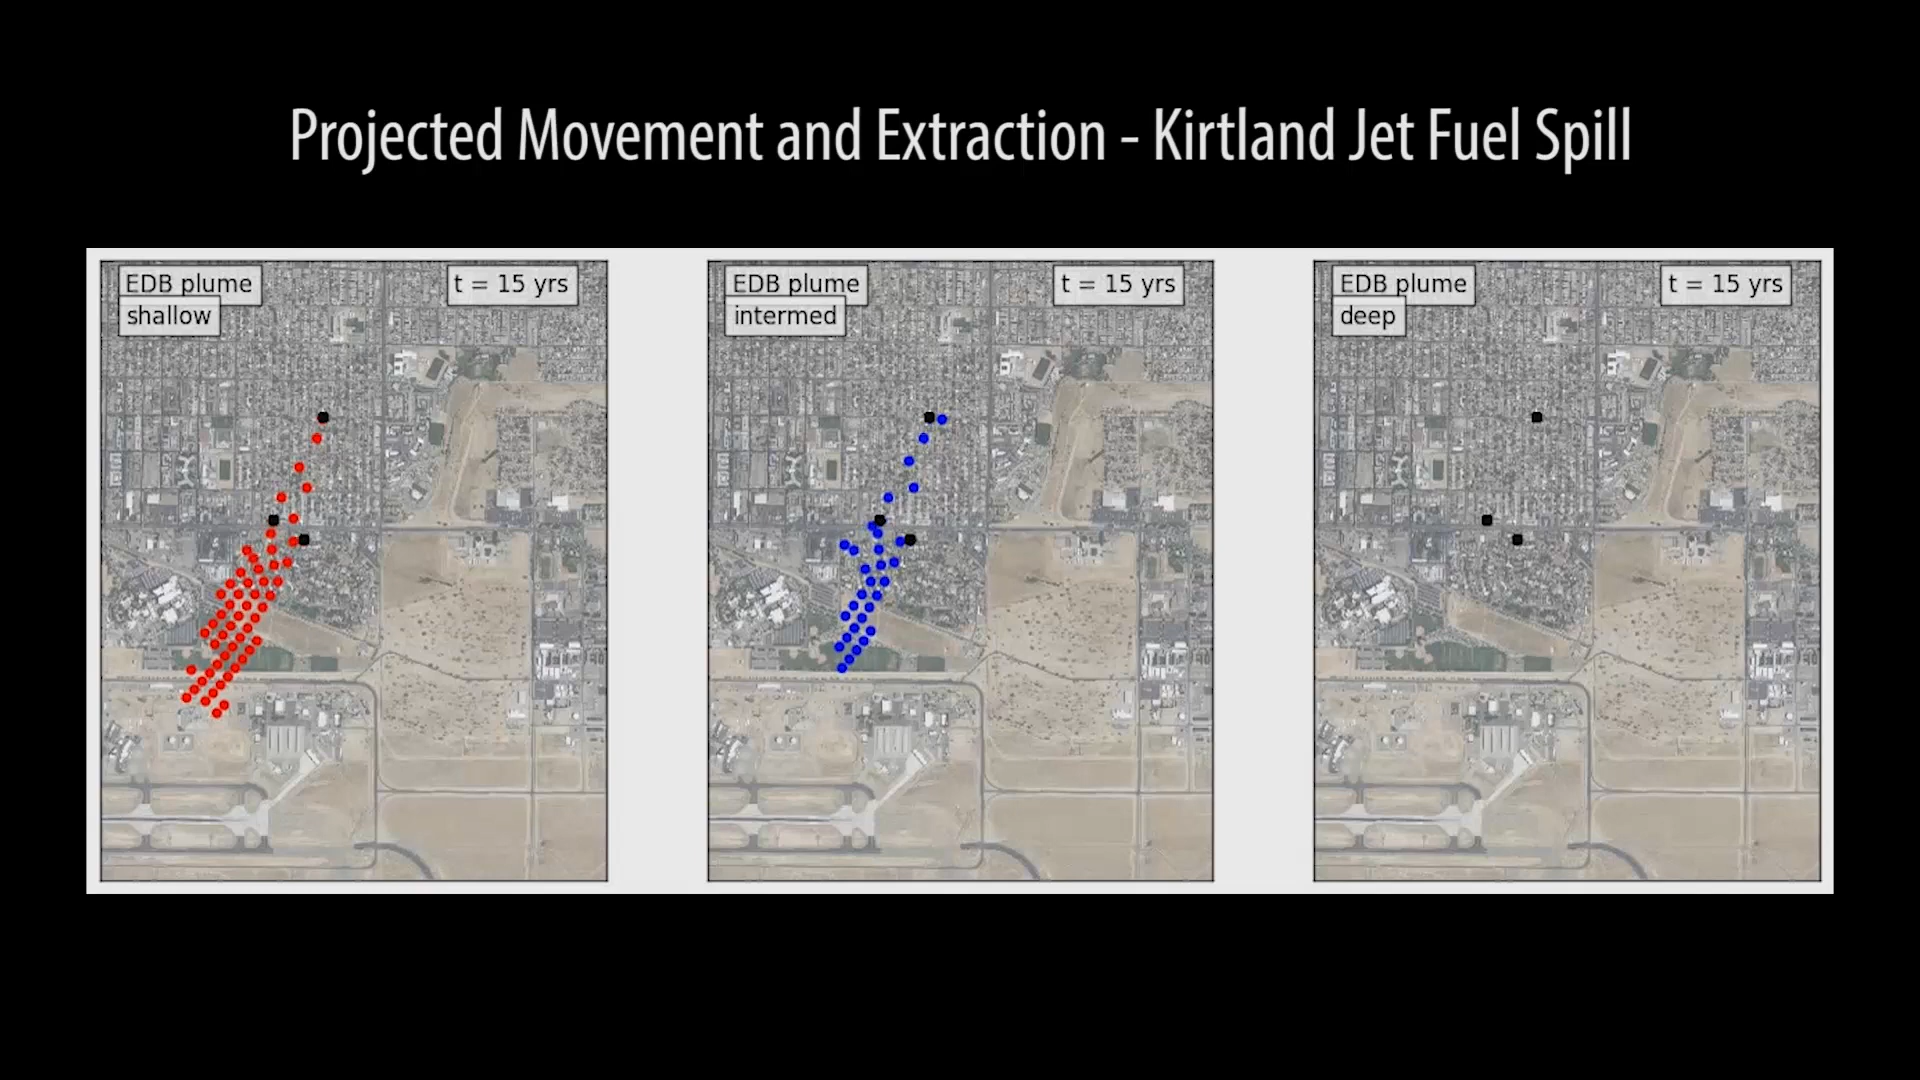 Projected Movement and Extraction - Kirtland Jet Fuel Spill
EDB plume
shallow
t = 15 yrs
EDB plume
intermed
t = 15 yrs
EDB plume
deep
t = 15 yrs